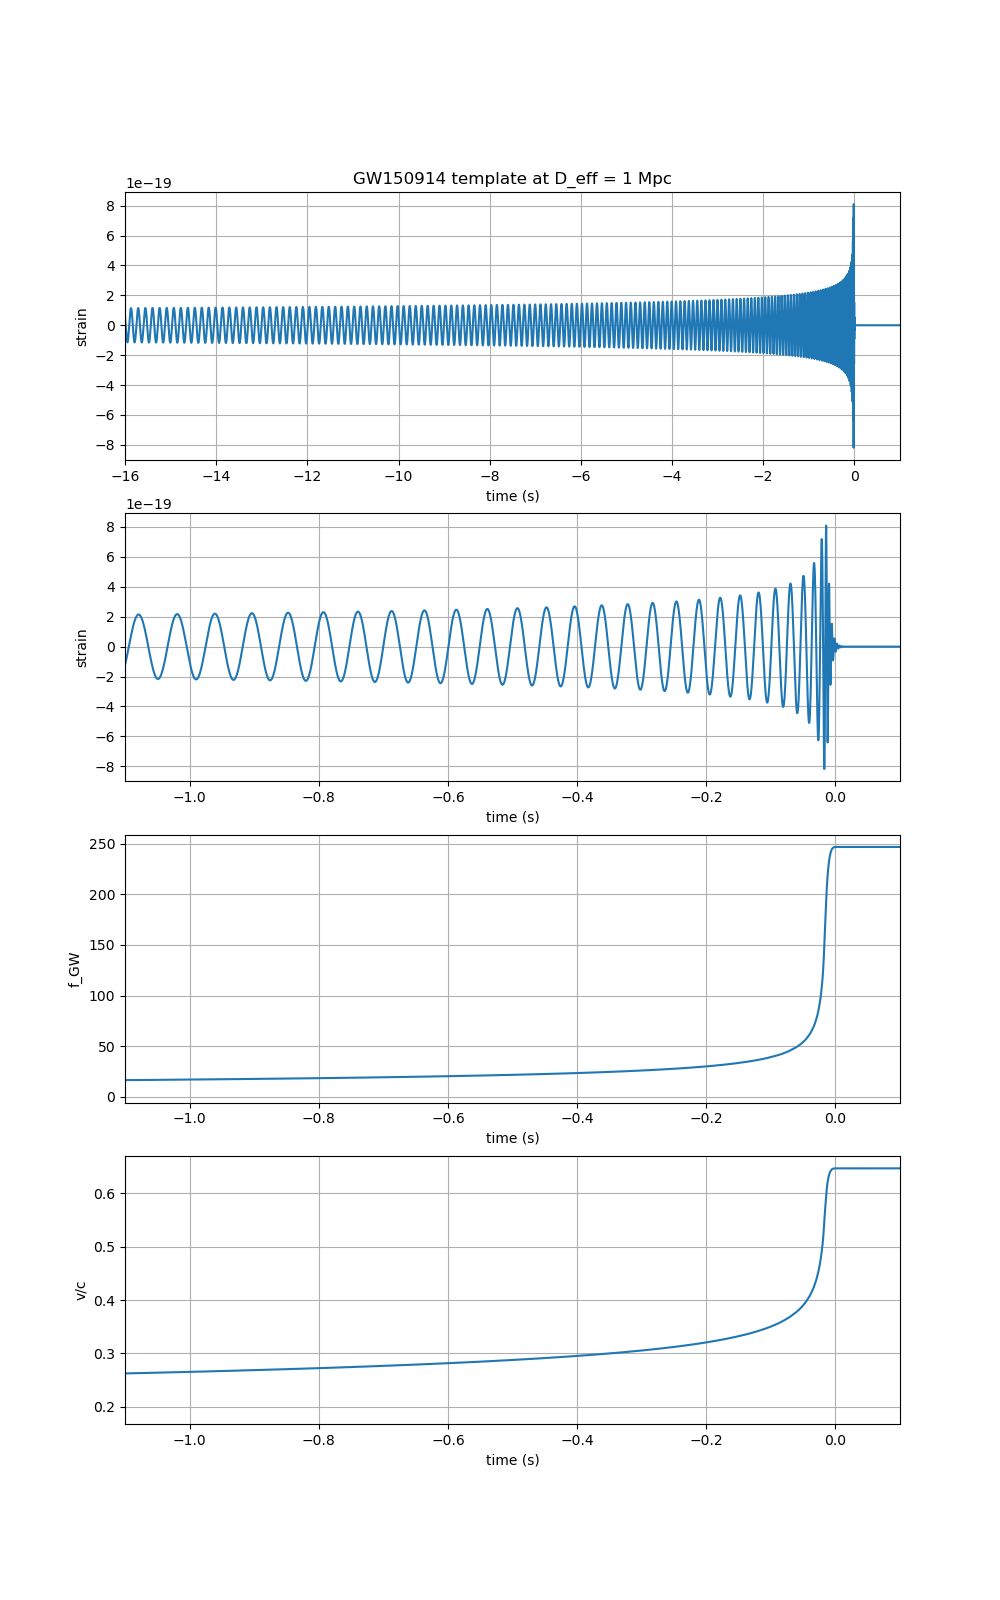 GW150914 template at D_eff = 1 Mpc
1e−19
8
6
4
2
0
−2
−4
−6
−8
strain
−16 −14 −12 −10 −8 −6 −4 −2 0
time (s)
1e−19
8
6
4
2
0
−2
−4
−6
−8
strain
−1.0 −0.8 −0.6 −0.4 −0.2 0.0
time (s)
250
200
150
100
50
0
f_GW
−1.0 −0.8 −0.6 −0.4 −0.2 0.0
time (s)
0.6
0.5
0.4
0.3
0.2
v/c
−1.0 −0.8 −0.6 −0.4 −0.2 0.0
time (s)